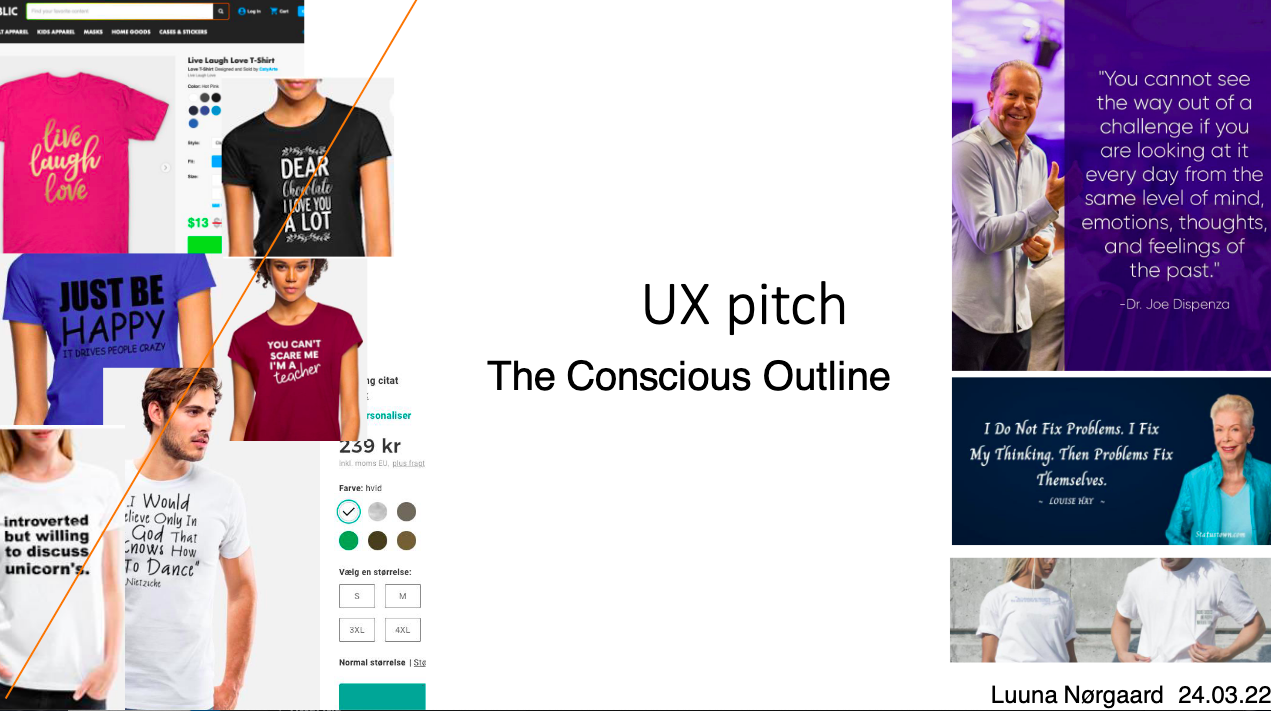 BLIC
Find your favorite content
Log In
Cart
T APPAREL KIDS APPAREL MASKS HOME GOODS CASES & STICKERS
Live Laugh Love T-Shirt
Love T-Shirt Designed and Sold by
Live Laugh Love
Color: Hot Pink
Style:
Fit:
Size:
$13
live
laugh
love
DEAR
Chocolate
I LOVE YOU
A LOT
JUST BE
HAPPY
IT DRIVES PEOPLE CRAZY
YOU CAN'T
SCARE ME
I'M A
teacher
introverted
but willing
to discuss
unicorn's.
I Would
elieve Only In
God That
Knows How
To Dance"
Nietziche
ng citat
rsonaliser
239 kr
Inkl. moms EU, plus fragt
Farve: hvid
Vælg en størrelse:
S M
3XL 4XL
Normal størrelse | Stø
UX pitch
The Conscious Outline
"You cannot see
the way out of a
challenge if you
are looking at it
every day from the
same level of mind,
emotions, thoughts,
and feelings of
the past."
-Dr. Joe Dispenza
I Do Not Fix Problems. I Fix
My Thinking. Then Problems Fix
Themselves.
~ LOUISE HAY ~
Statustown.com
Luuna Nørgaard 24.03.22